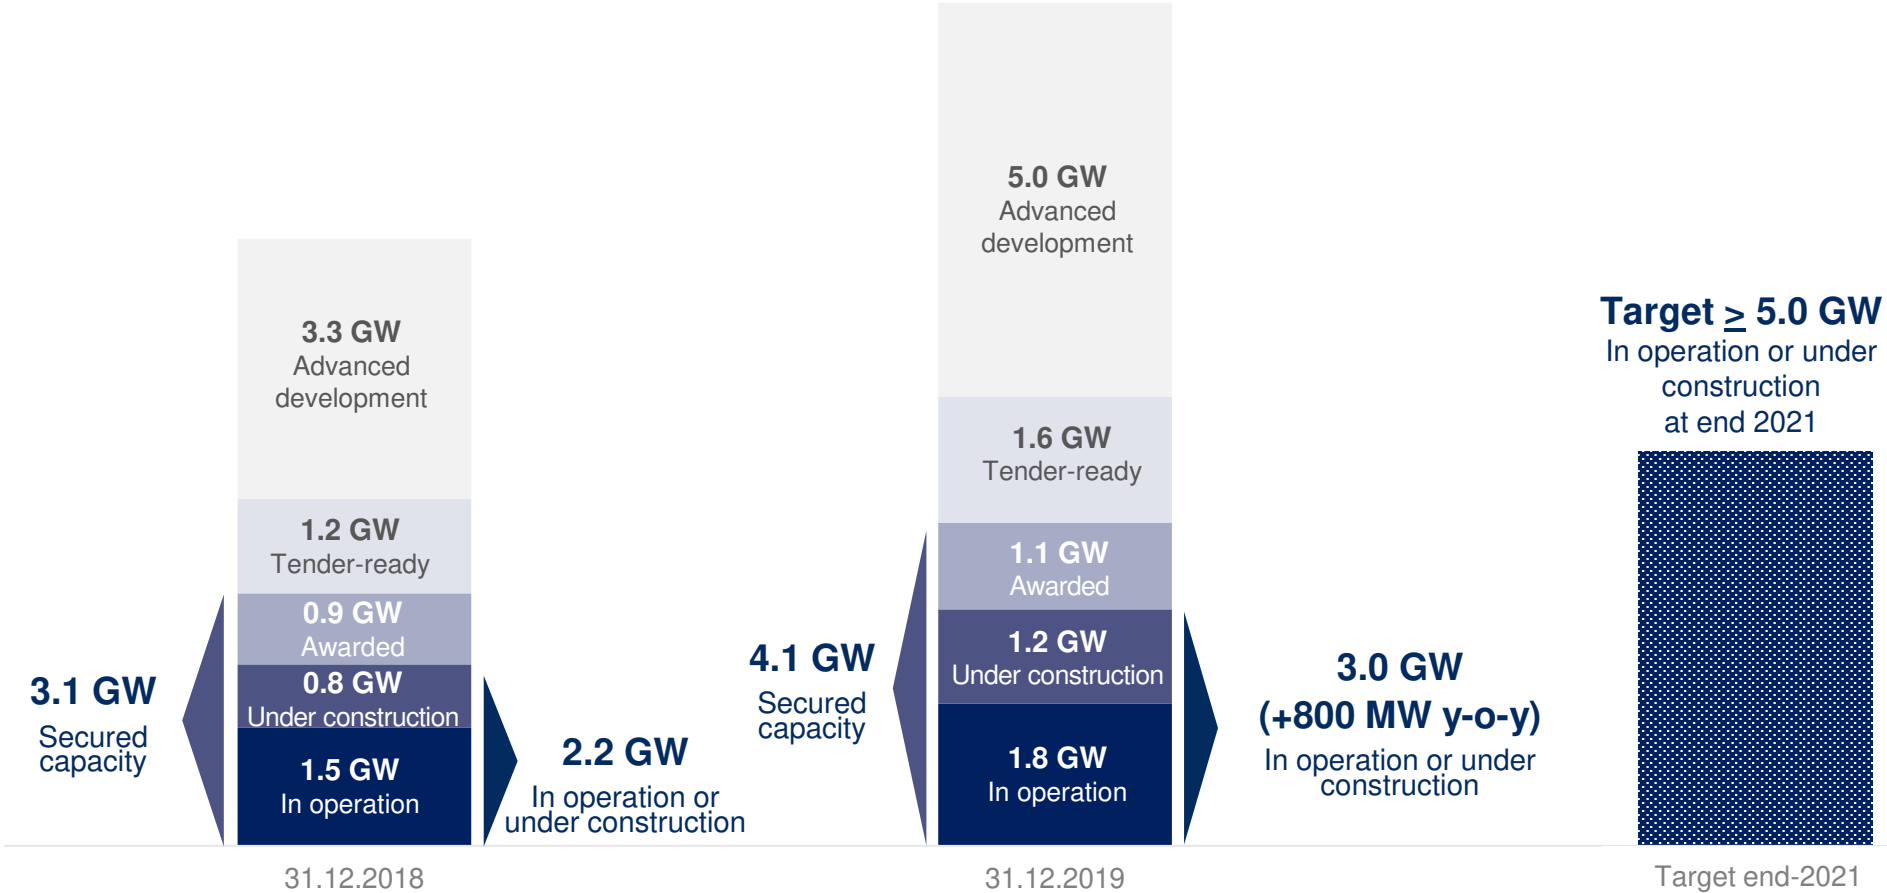 3.3 GW
Advanced
development
1.2 GW
Tender-ready
0.9 GW
Awarded
0.8 GW
Under construction
1.5 GW
In operation
3.1 GW
Secured
capacity
2.2 GW
In operation or
under construction
31.12.2018
5.0 GW
Advanced
development
1.6 GW
Tender-ready
1.1 GW
Awarded
1.2 GW
Under construction
1.8 GW
In operation
4.1 GW
Secured
capacity
3.0 GW
(+800 MW y-o-y)
In operation or under
construction
31.12.2019
Target ≥ 5.0 GW
In operation or under
construction
at end 2021
Target end-2021